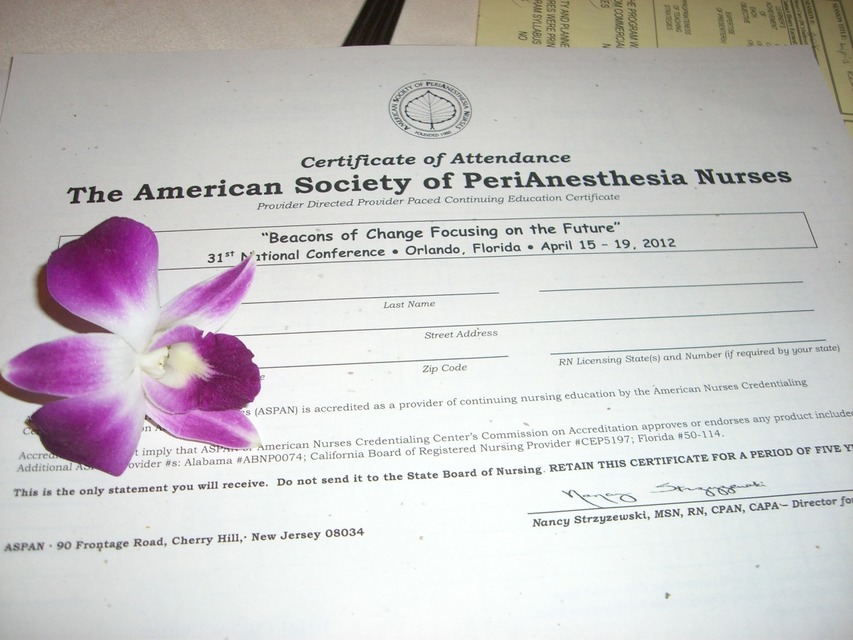 AMERICAN SOCIETY OF PERIANESTHESIA NURSES
FOUNDED 1980
Certificate of Attendance
The American Society of PeriAnesthesia Nurses
Provider Directed Provider Paced Continuing Education Certificate
"Beacons of Change Focusing on the Future"
31st National Conference • Orlando, Florida • April 15 - 19, 2012
Last Name
Street Address
Zip Code
RN Licensing State(s) and Number (if required by your state)
(ASPAN) is accredited as a provider of continuing nursing education by the American Nurses Credentialing
imply that ASPAN American Nurses Credentialing Center's Commission on Accreditation approves or endorses any product
Additional #s: Alabama #ABNP0074; California Board of Registered Nursing Provider #CEP5197; Florida #50-114.
This is the only statement you will receive. Do not send it to the State Board of Nursing. RETAIN THIS CERTIFICATE FOR A PERIOD OF FIVE
Nancy Strzyzewski
Nancy Strzyzewski, MSN, RN, CPAN, CAPA - Director
ASPAN · 90 Frontage Road, Cherry Hill, · New Jersey 08034